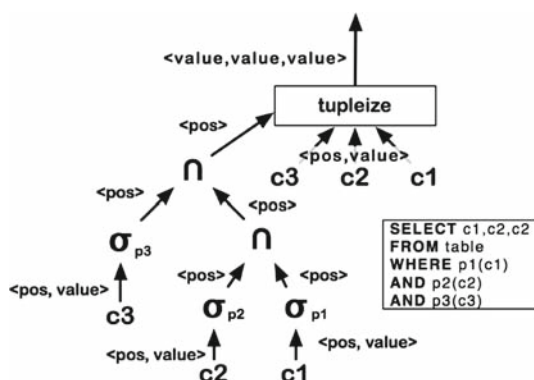 <value,value,value>
tupleize
<pos>
<pos,value>
c3 c2 c1
∩
<pos> <pos>
σp3 ∩
<pos, value> <pos> <pos>
c3 σp2 σp1
<pos, value> <pos, value>
c2 c1
SELECT c1,c2,c2
FROM table
WHERE p1(c1)
AND p2(c2)
AND p3(c3)